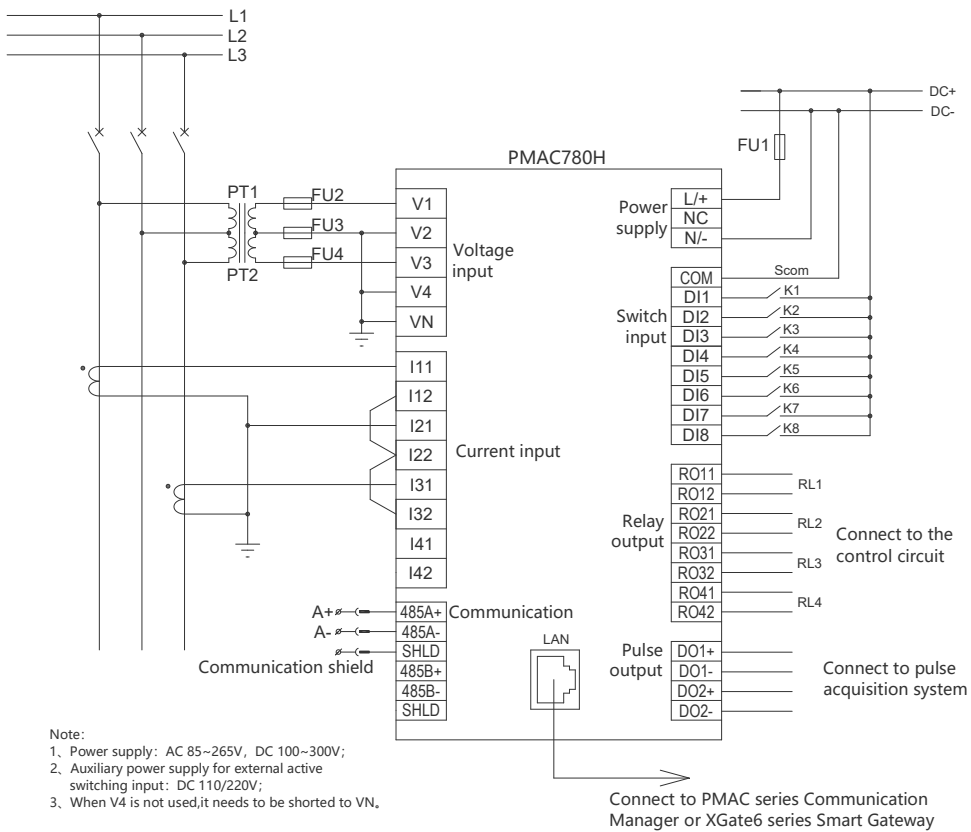 L1
L2
L3
DC+
DC-
FU1
PMAC780H
PT1
PT2
FU2
FU3
FU4
V1
V2
V3
V4
VN
Voltage
input
I11
I12
I21
I22
I31
I32
I41
I42
Current input
485A+
485A-
SHLD
485B+
485B-
SHLD
Communication
A+
A-
Communication shield
LAN
Power
supply
L/+
NC
N/-
Switch
input
COM
DI1
DI2
DI3
DI4
DI5
DI6
DI7
DI8
Scom
K1
K2
K3
K4
K5
K6
K7
K8
Relay
output
RO11
RO12
RO21
RO22
RO31
RO32
RO41
RO42
RL1
RL2
RL3
RL4
Connect to the
control circuit
Pulse
output
DO1+
DO1-
DO2+
DO2-
Connect to pulse
acquisition system
Note:
1、Power supply：AC 85~265V，DC 100~300V;
2、Auxiliary power supply for external active
switching input：DC 110/220V;
3、When V4 is not used,it needs to be shorted to VN。
Connect to PMAC series Communication
Manager or XGate6 series Smart Gateway